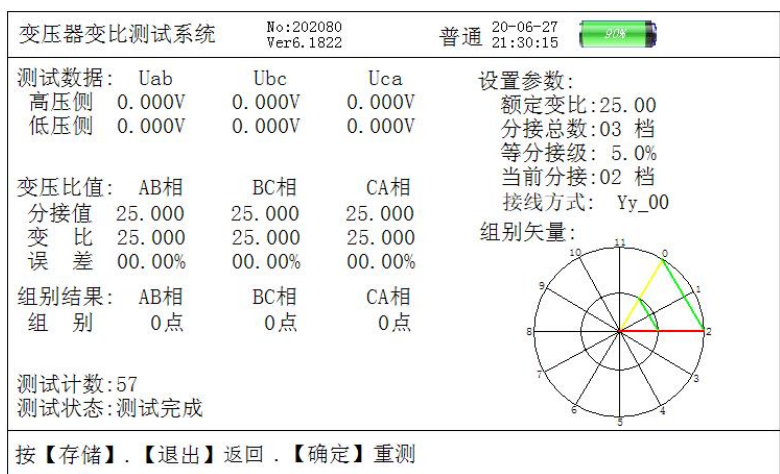 变压器变比测试系统 No:202080 普通 20-06-27 90%
Ver6.1822 21:30:15
测试数据: Uab Ubc Uca
高压侧 0.000V 0.000V 0.000V
低压侧 0.000V 0.000V 0.000V
变压比值: AB相 BC相 CA相
分接值 25.000 25.000 25.000
变 比 25.000 25.000 25.000
误 差 00.00% 00.00% 00.00%
组别结果: AB相 BC相 CA相
组 别 0点 0点 0点
测试计数:57
测试状态:测试完成
设置参数:
额定变比:25.00
分接总数:03 档
等分接级: 5.0%
当前分接:02 档
接线方式: Yy_00
组别矢量:
11
10 0
9 1
8 2
7 3
6 4
5
按【存储】.【退出】返回 .【确定】重测